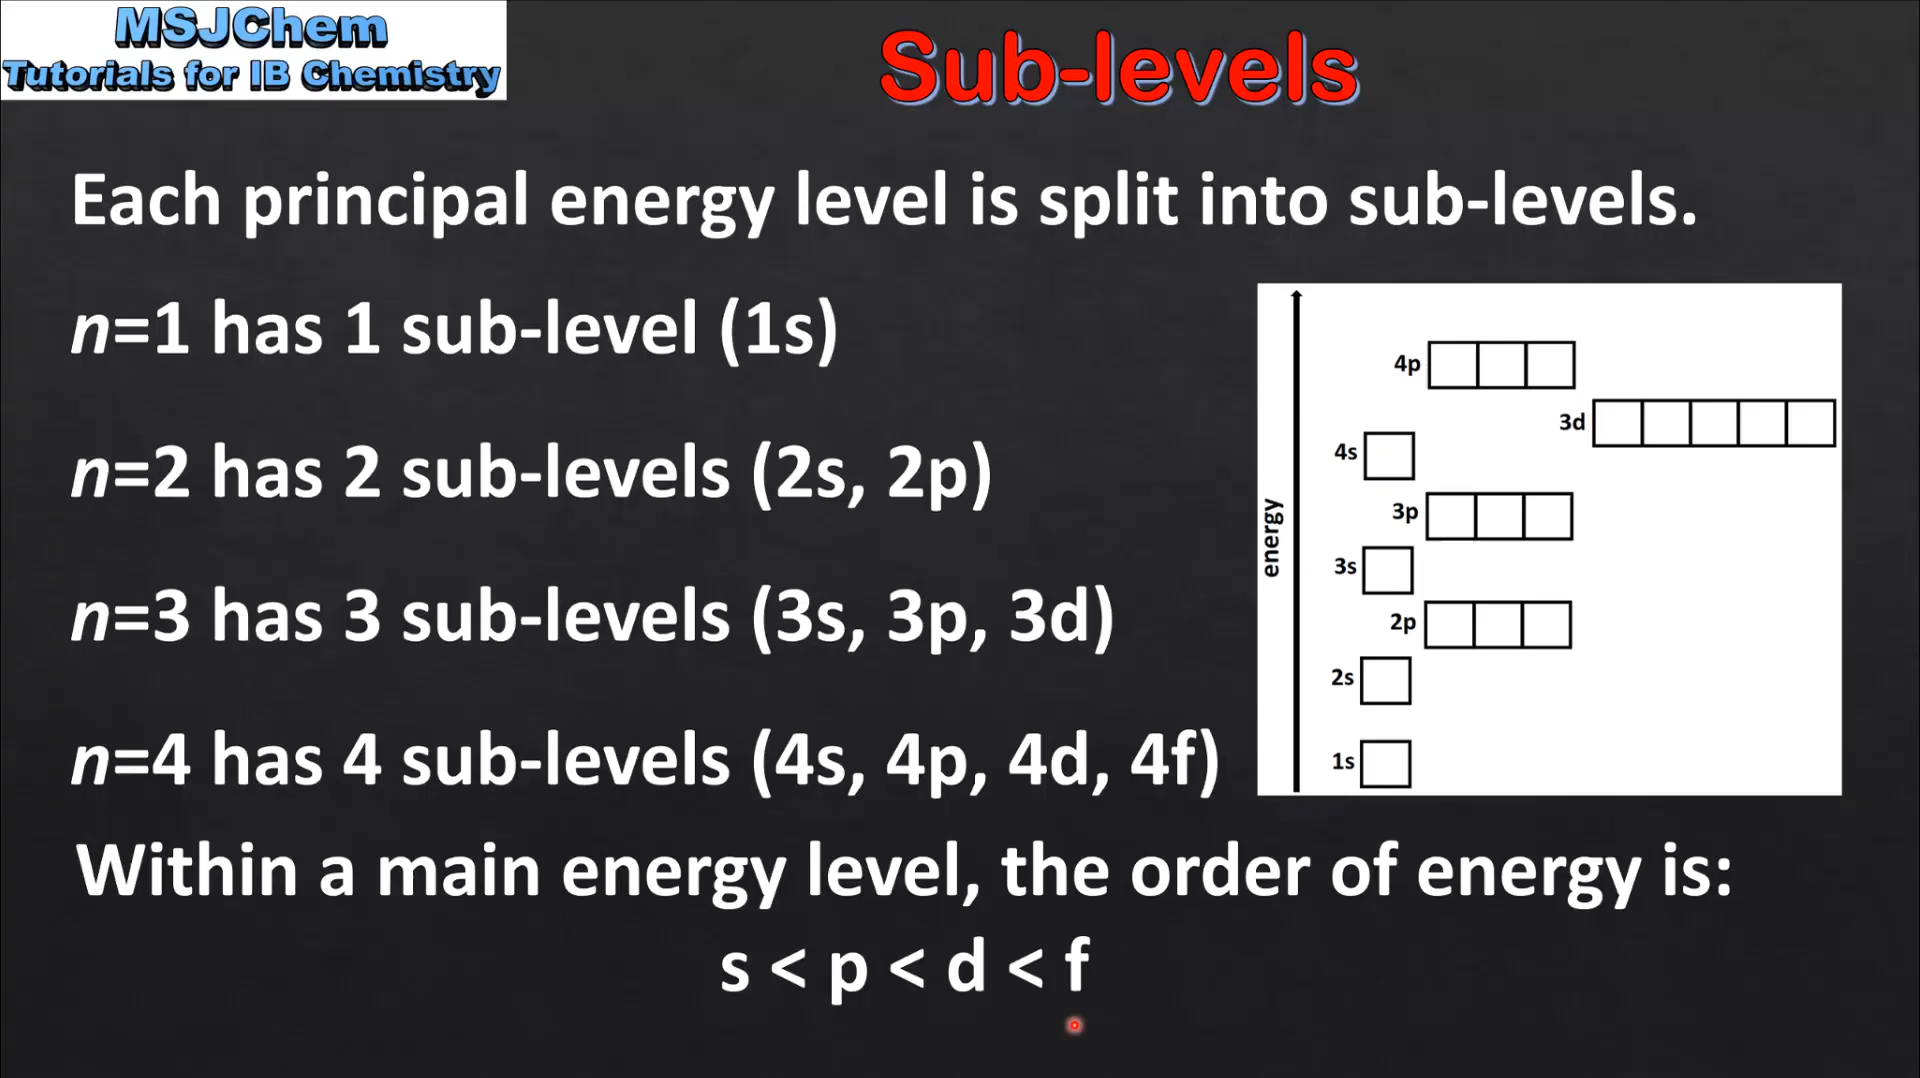 MSJChem
Tutorials for IB Chemistry
Sub-levels
Each principal energy level is split into sub-levels.
n=1 has 1 sub-level (1s)
n=2 has 2 sub-levels (2s, 2p)
n=3 has 3 sub-levels (3s, 3p, 3d)
n=4 has 4 sub-levels (4s, 4p, 4d, 4f)
energy
4p
3d
4s
3p
3s
2p
2s
1s
Within a main energy level, the order of energy is:
s < p < d < f